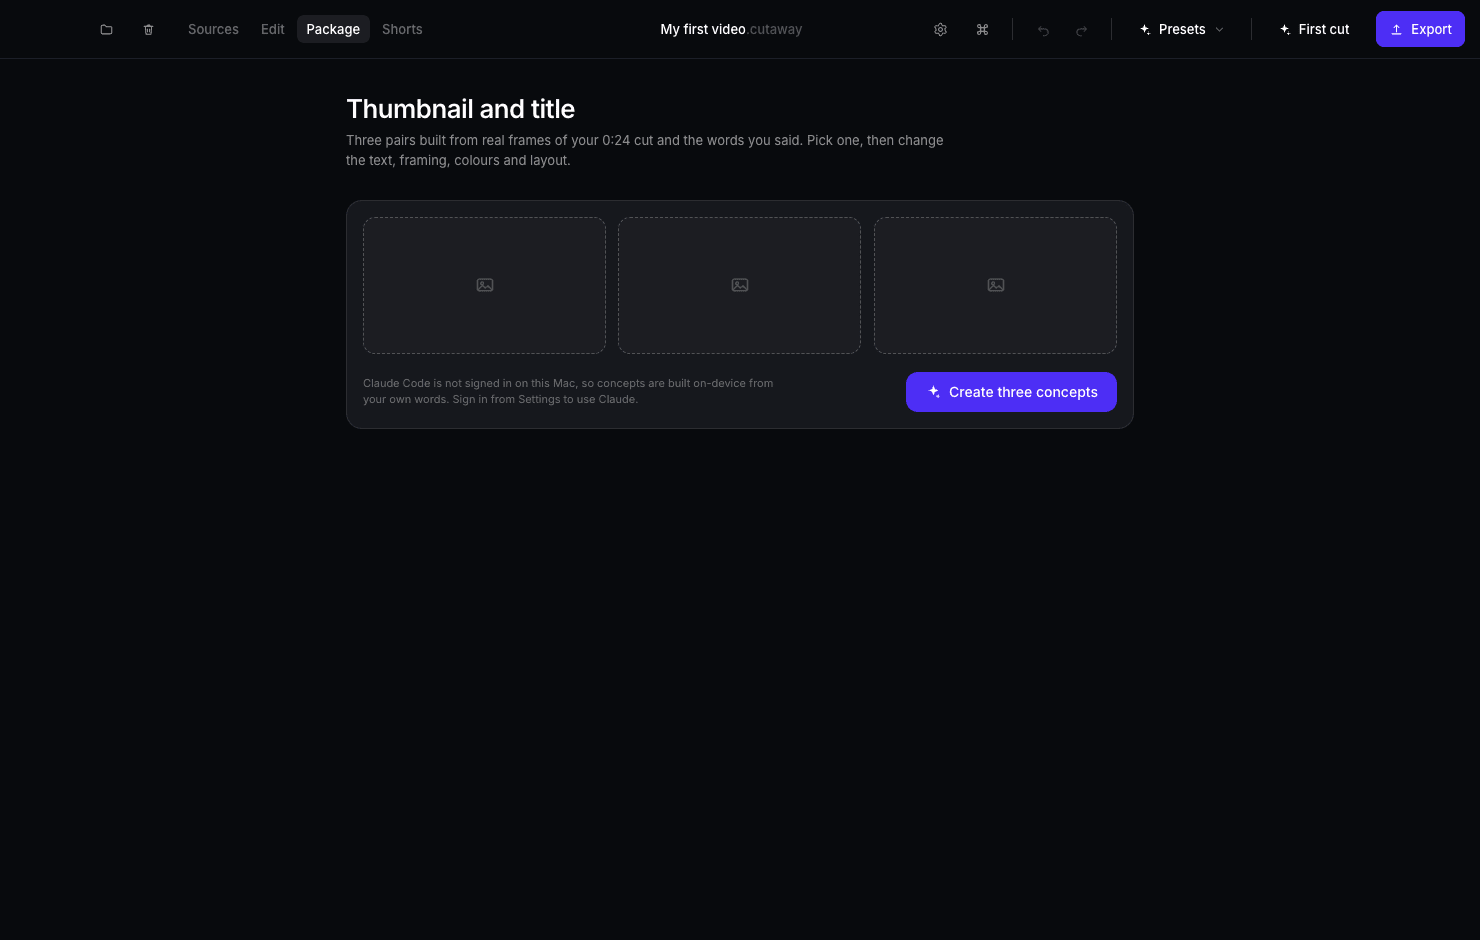 Sources
Edit
Package
Shorts
My first video.cutaway
Presets
First cut
Export
Thumbnail and title
Three pairs built from real frames of your 0:24 cut and the words you said. Pick one, then change
the text, framing, colours and layout.
Claude Code is not signed in on this Mac, so concepts are built on-device from
your own words. Sign in from Settings to use Claude.
Create three concepts